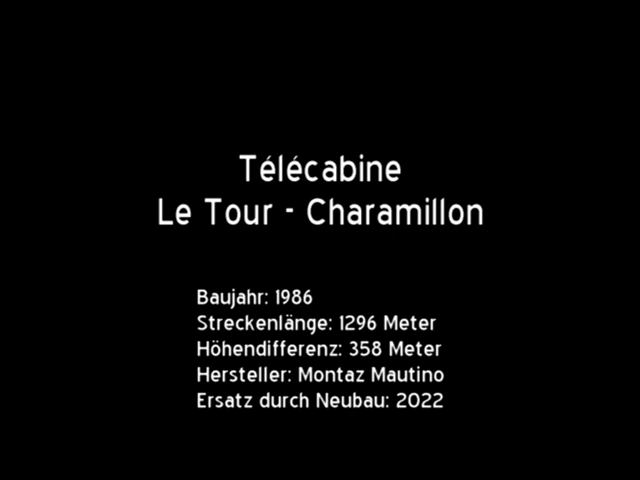 Télécabine
Le Tour - Charamillon
Baujahr: 1986
Streckenlänge: 1296 Meter
Höhendifferenz: 358 Meter
Hersteller: Montaz Mautino
Ersatz durch Neubau: 2022